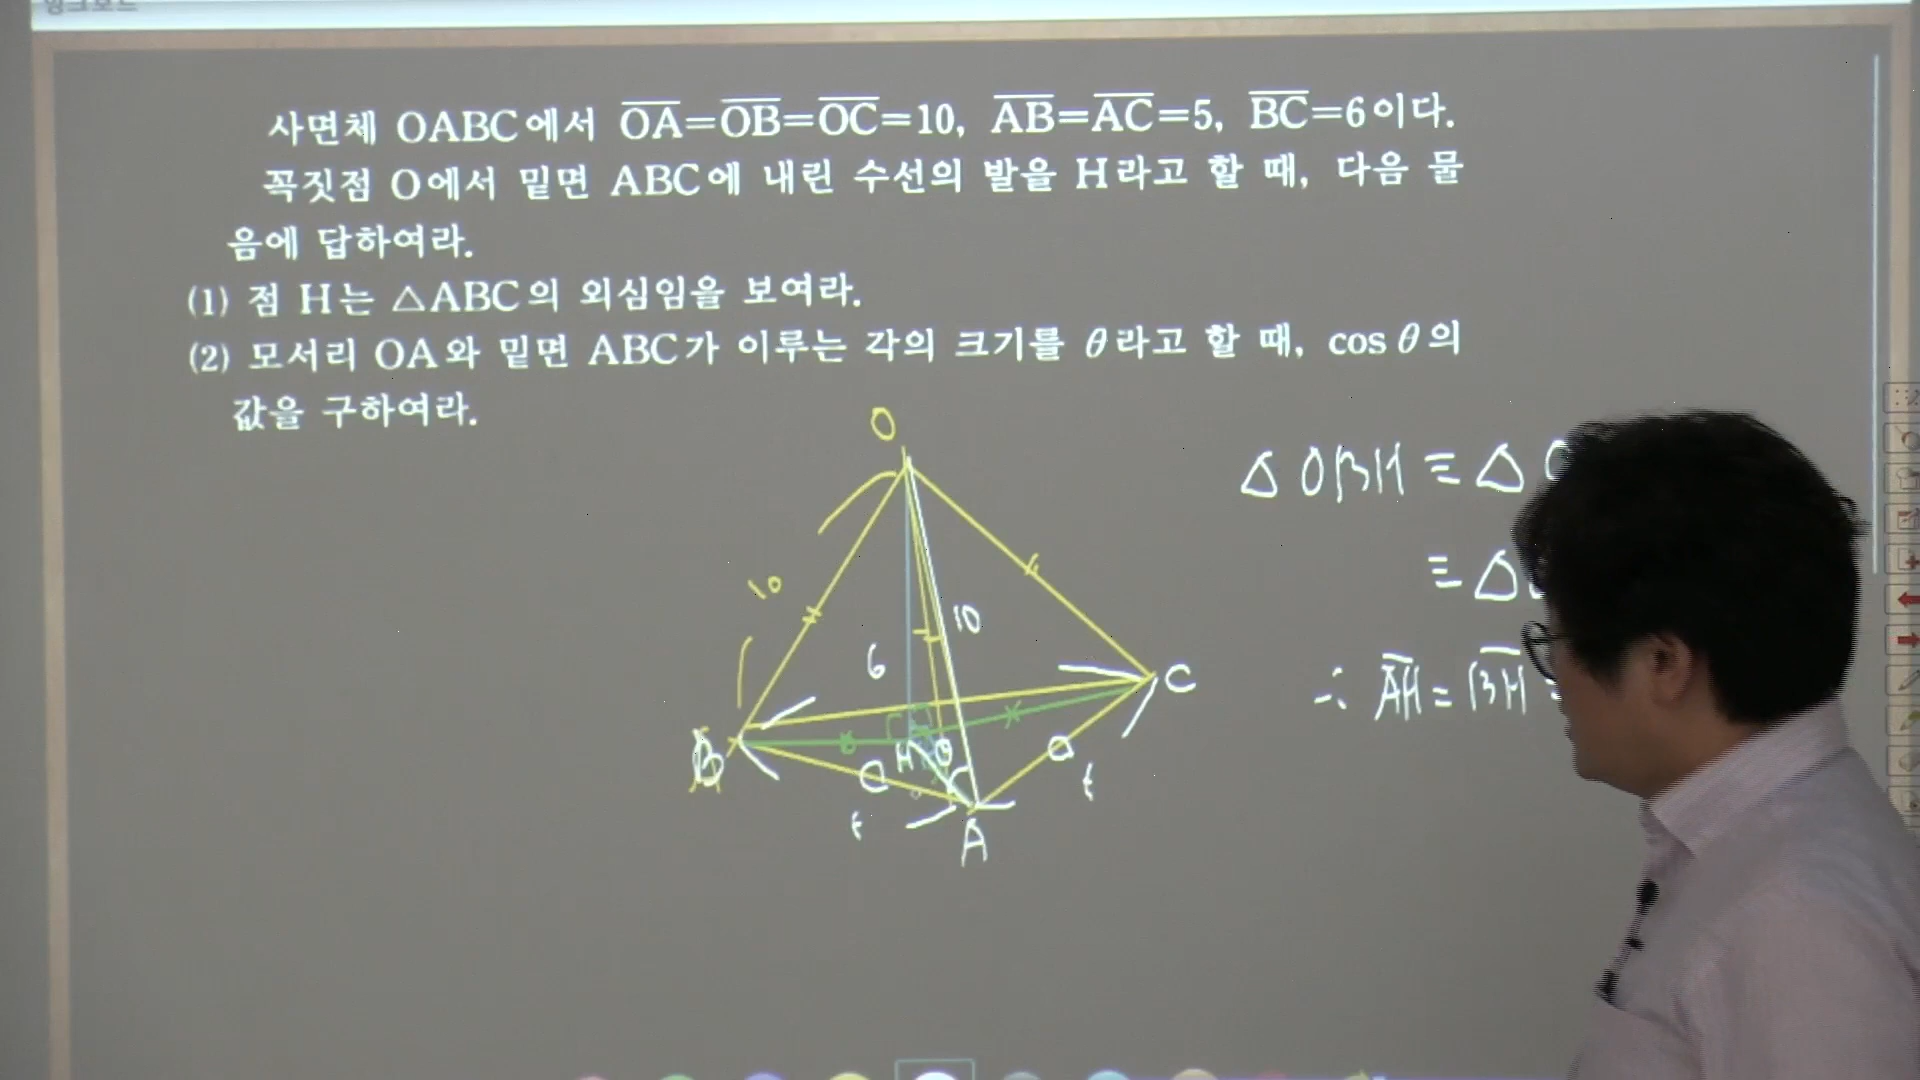 사면체 OABC에서 OA=OB=OC=10, AB=AC=5, BC=6이다.
꼭짓점 O에서 밑면 ABC에 내린 수선의 발을 H라고 할 때, 다음 물
음에 답하여라.
(1) 점 H는 △ABC의 외심임을 보여라.
(2) 모서리 OA와 밑면 ABC가 이루는 각의 크기를 θ라고 할 때, cos θ의
값을 구하여라.
O
△OBH ≡ △
≡ △
10
10
6
C
∴ AH = BH =
B
H
θ
A